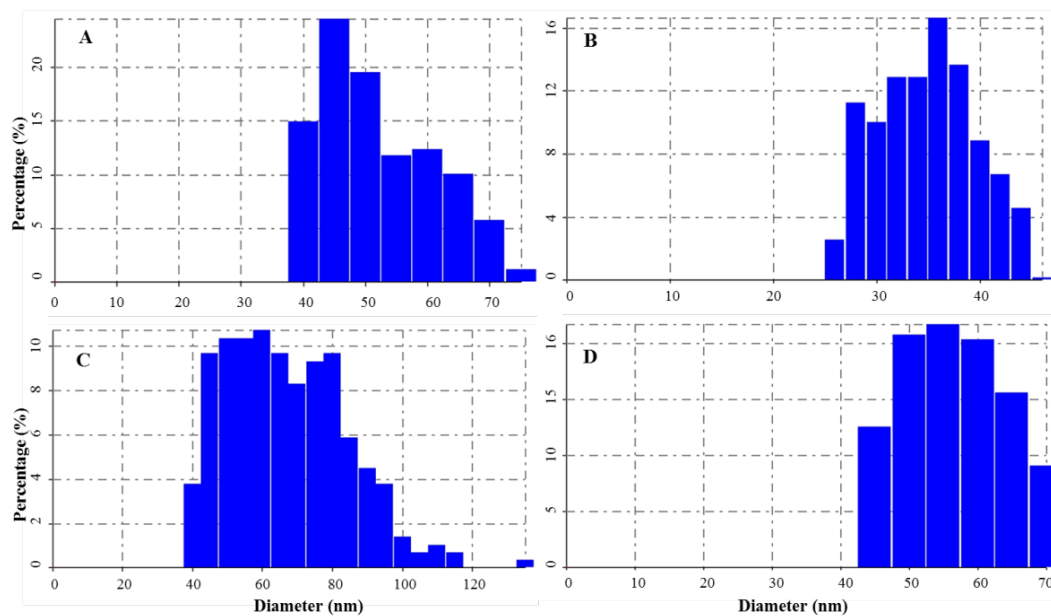 A
Percentage (%)
0 5 10 15 20
0 10 20 30 40 50 60 70
B
0 4 8 12 16
0 10 20 30 40
C
Percentage (%)
0 2 4 6 8 10
0 20 40 60 80 100 120
Diameter (nm)
D
0 5 10 15 16
0 10 20 30 40 50 60 70
Diameter (nm)